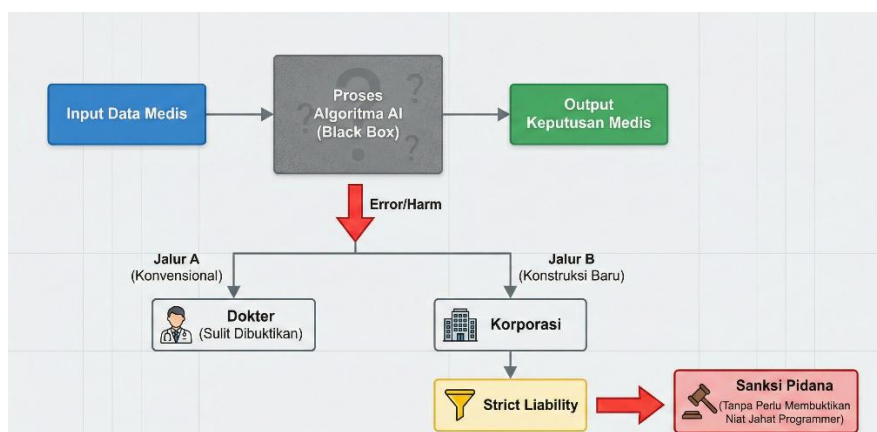 Input Data Medis
Proses
Algoritma AI
(Black Box)
Output
Keputusan Medis
Error/Harm
Jalur A
(Konvensional)
Jalur B
(Konstruksi Baru)
Dokter
(Sulit Dibuktikan)
Korporasi
Strict Liability
Sanksi Pidana
(Tanpa Perlu Membuktikan
Niat Jahat Programmer)